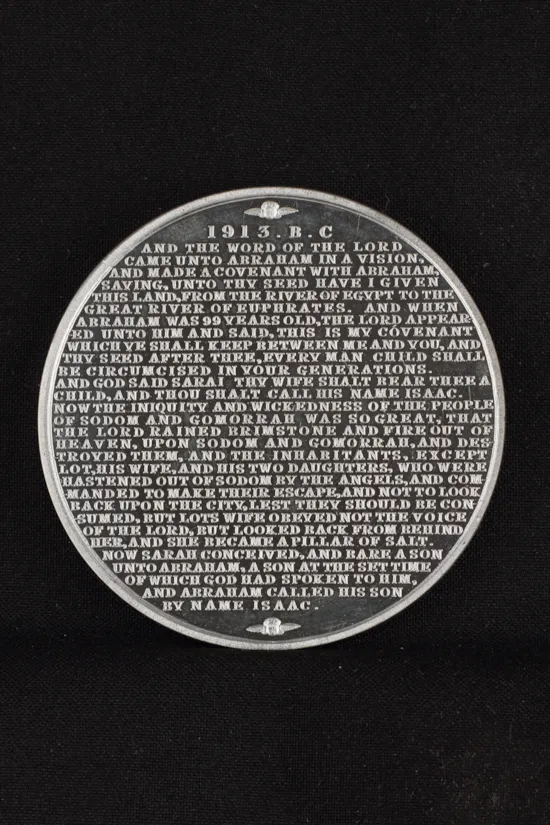 1913.B.C
AND THE WORD OF THE LORD
CAME UNTO ABRAHAM IN A VISION,
AND MADE A COVENANT WITH ABRAHAM,
SAYING, UNTO THY SEED HAVE I GIVEN
THIS LAND, FROM THE RIVER OF EGYPT TO THE
GREAT RIVER OF EUPHRATES. AND WHEN
ABRAHAM WAS 99 YEARS OLD, THE LORD APPEAR-
ED UNTO HIM AND SAID, THIS IS MY COVENANT
WHICH YE SHALL KEEP BETWEEN ME AND YOU, AND
THY SEED AFTER THEE, EVERY MAN CHILD SHALL
BE CIRCUMCISED IN YOUR GENERATIONS.
AND GOD SAID SARAI THY WIFE SHALT BEAR THEE A
CHILD, AND THOU SHALT CALL HIS NAME ISAAC.
NOW THE INIQUITY AND WICKEDNESS OF THE PEOPLE
OF SODOM AND GOMORRAH WAS SO GREAT, THAT
THE LORD RAINED BRIMSTONE AND FIRE OUT OF
HEAVEN, UPON SODOM AND GOMORRAH, AND DES-
TROYED THEM, AND THE INHABITANTS, EXCEPT
LOT, HIS WIFE, AND HIS TWO DAUGHTERS, WHO WERE
HASTENED OUT OF SODOM BY THE ANGELS, AND COM-
MANDED TO MAKE THEIR ESCAPE, AND NOT TO LOOK
BACK UPON THE CITY, LEST THEY SHOULD BE CON-
SUMED, BUT LOTS WIFE OBEYED NOT THE VOICE
OF THE LORD, BUT LOOKED BACK FROM BEHIND
HER, AND SHE BECAME A PILLAR OF SALT.
NOW SARAH CONCEIVED, AND BARE A SON
UNTO ABRAHAM, A SON AT THE SET TIME
OF WHICH GOD HAD SPOKEN TO HIM,
AND ABRAHAM CALLED HIS SON
BY NAME ISAAC.